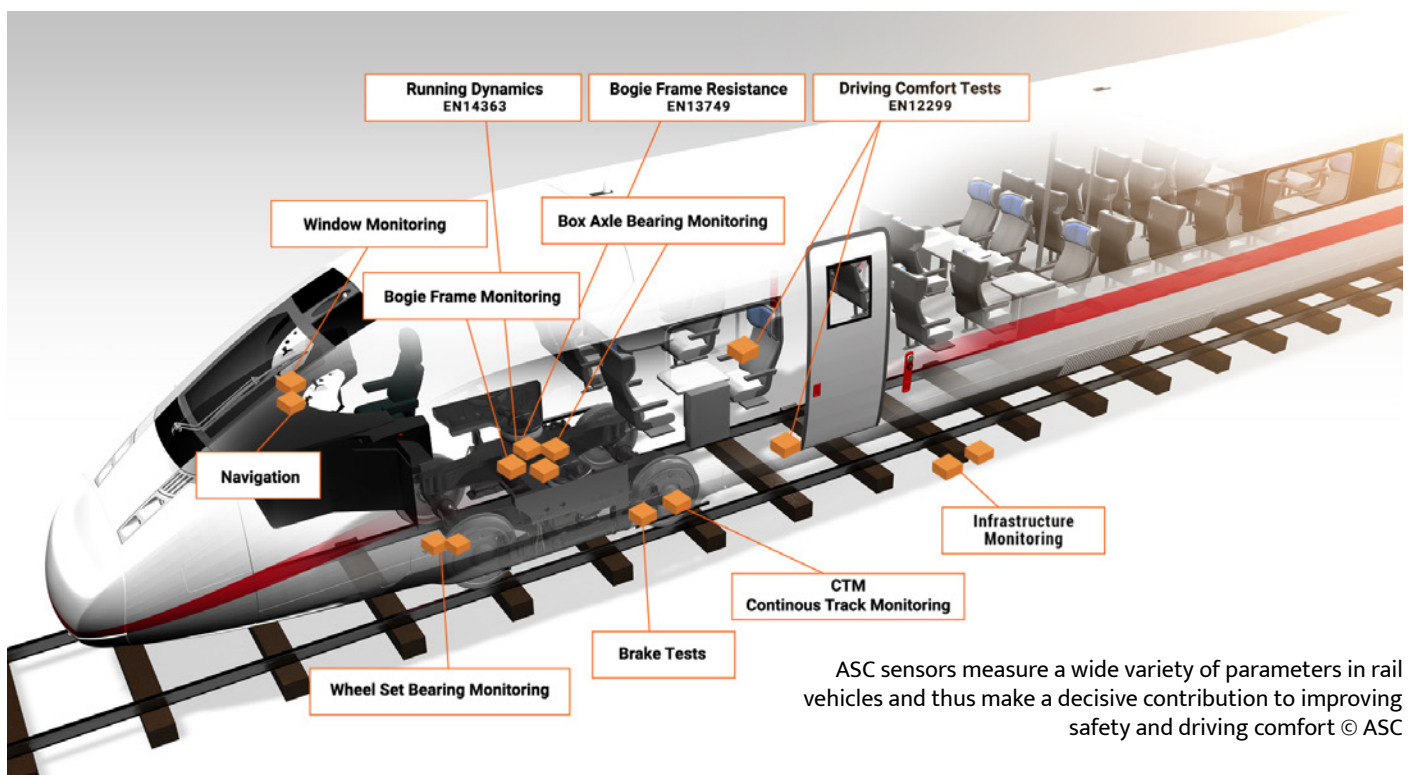 Running Dynamics
EN14363
Bogie Frame Resistance
EN13749
Driving Comfort Tests
EN12299
Window Monitoring
Box Axle Bearing Monitoring
Bogie Frame Monitoring
Navigation
Infrastructure
Monitoring
CTM
Continous Track Monitoring
Brake Tests
Wheel Set Bearing Monitoring
ASC sensors measure a wide variety of parameters in rail
vehicles and thus make a decisive contribution to improving
safety and driving comfort © ASC